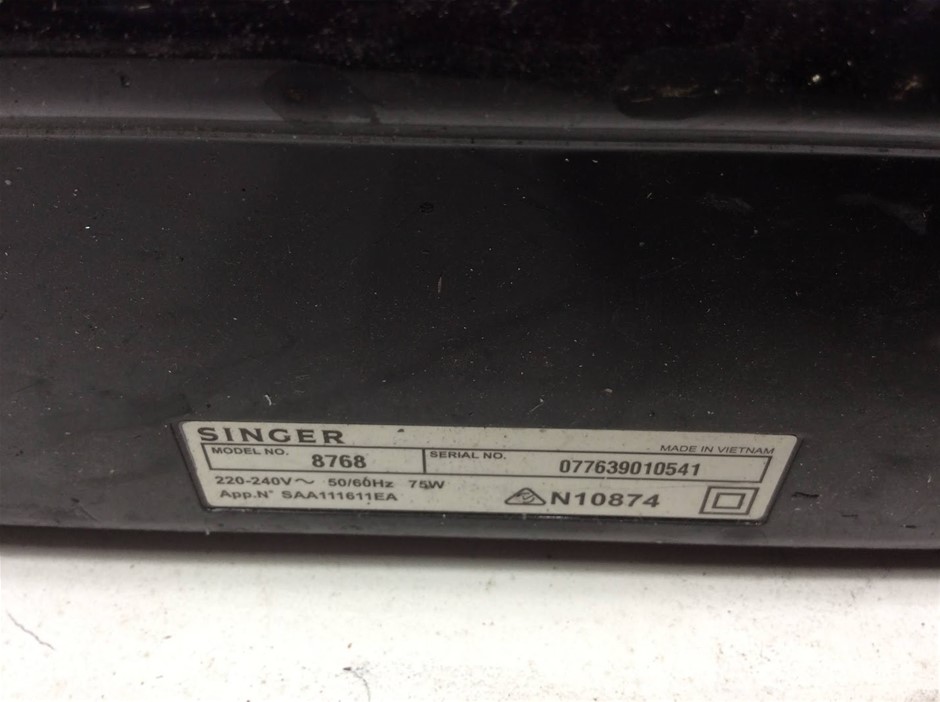 SINGER
MADE IN VIETNAM
MODEL NO. 8768 SERIAL NO. 077639010541
220-240V~ 50/60Hz 75W
App.N° SAA111611EA N10874